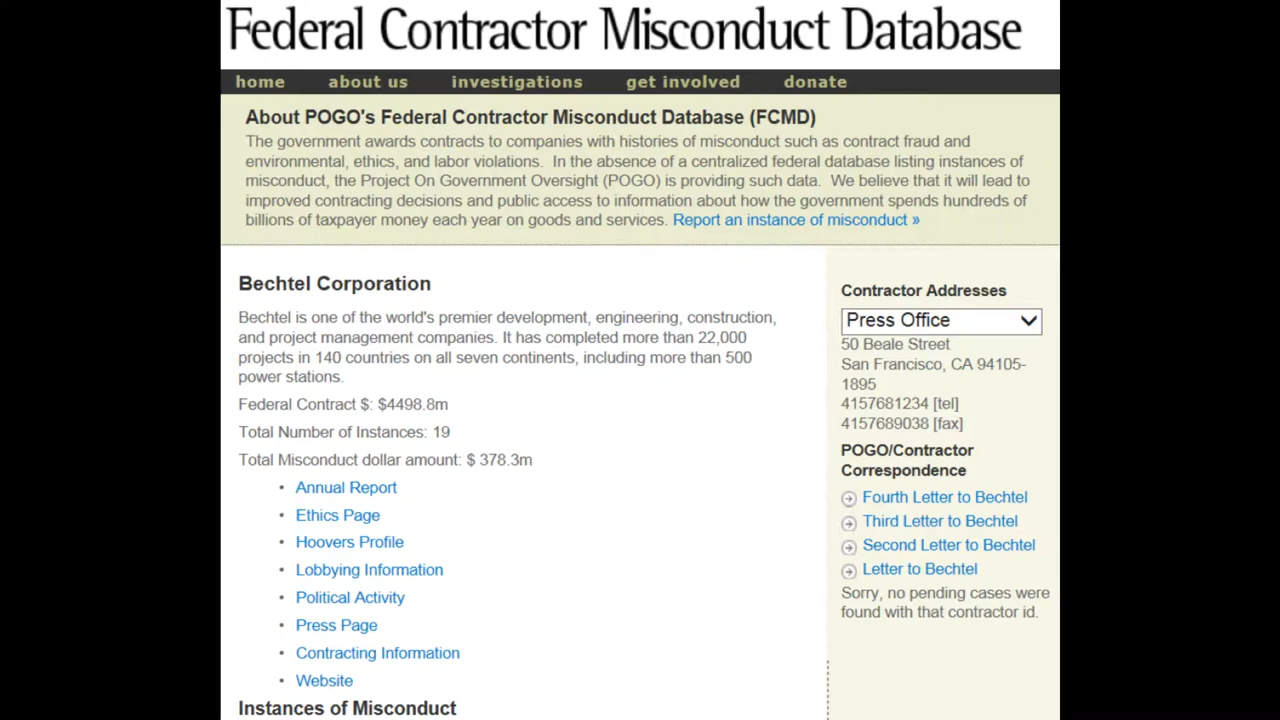 Federal Contractor Misconduct Database
home about us investigations get involved donate
About POGO's Federal Contractor Misconduct Database (FCMD)
The government awards contracts to companies with histories of misconduct such as contract fraud and
environmental, ethics, and labor violations. In the absence of a centralized federal database listing instances of
misconduct, the Project On Government Oversight (POGO) is providing such data. We believe that it will lead to
improved contracting decisions and public access to information about how the government spends hundreds of
billions of taxpayer money each year on goods and services. Report an instance of misconduct »
Bechtel Corporation
Bechtel is one of the world's premier development, engineering, construction,
and project management companies. It has completed more than 22,000
projects in 140 countries on all seven continents, including more than 500
power stations.
Federal Contract $: $4498.8m
Total Number of Instances: 19
Total Misconduct dollar amount: $ 378.3m
• Annual Report
• Ethics Page
• Hoovers Profile
• Lobbying Information
• Political Activity
• Press Page
• Contracting Information
• Website
Instances of Misconduct
Contractor Addresses
Press Office
50 Beale Street
San Francisco, CA 94105-
1895
4157681234 [tel]
4157689038 [fax]
POGO/Contractor
Correspondence
Fourth Letter to Bechtel
Third Letter to Bechtel
Second Letter to Bechtel
Letter to Bechtel
Sorry, no pending cases were
found with that contractor id.